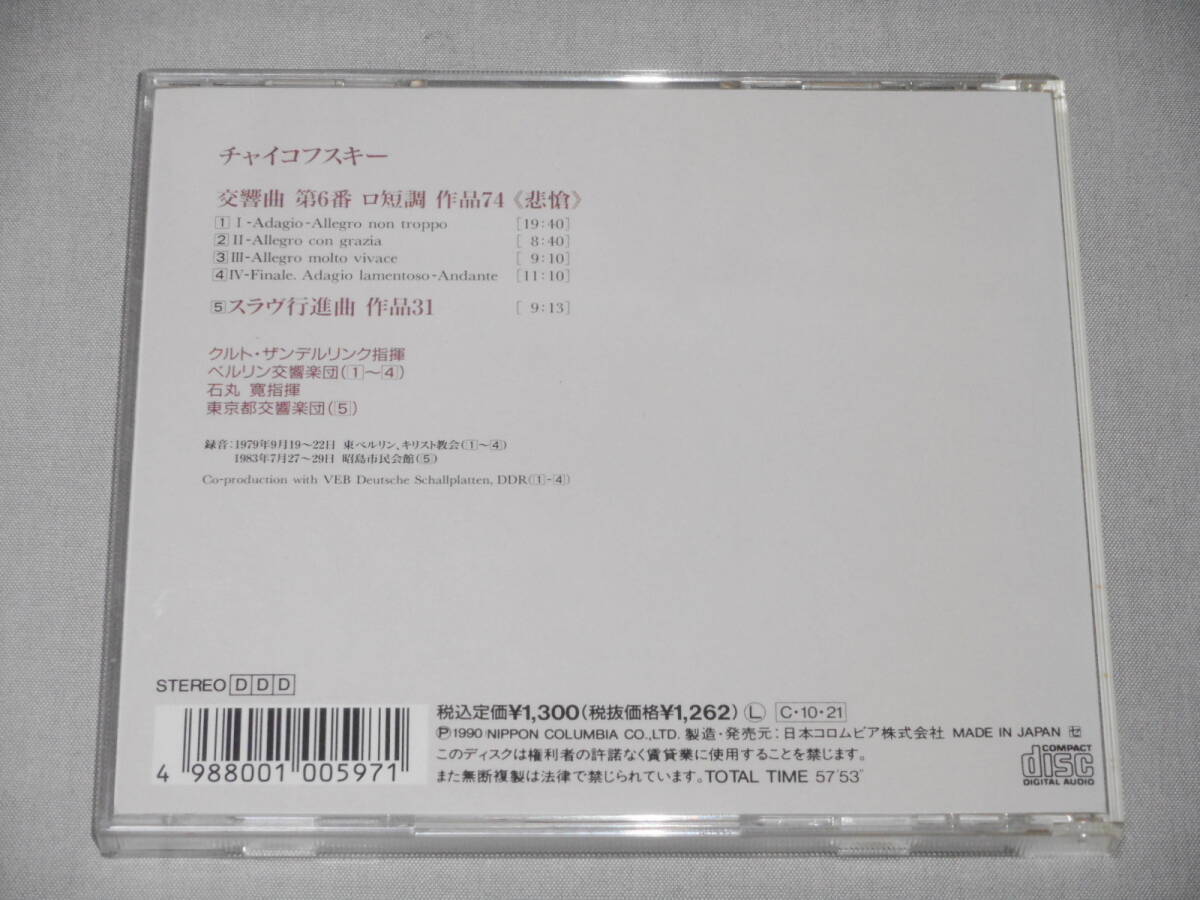 チャイコフスキー
交響曲 第6番 ロ短調 作品74《悲愴》
1 I-Adagio-Allegro non troppo [19:40]
2 II-Allegro con grazia [ 8:40]
3 III-Allegro molto vivace [ 9:10]
4 IV-Finale. Adagio lamentoso-Andante [11:10]
5 スラヴ行進曲 作品31 [ 9:13]
クルト・ザンデルリンク指揮
ベルリン交響楽団(1〜4)
石丸 寛指揮
東京都交響楽団(5)
録音:1979年9月19〜22日 東ベルリン、キリスト教会(1〜4)
1983年7月27〜29日 昭島市民会館(5)
Co-production with VEB Deutsche Schallplatten, DDR(1-4)
STEREO D D D
税込定価¥1,300(税抜価格¥1,262) L C・10・21
Ⓟ1990/NIPPON COLUMBIA CO.,LTD. 製造・発売元:日本コロムビア株式会社 MADE IN JAPAN セ
このディスクは権利者の許諾なく賃貸業に使用することを禁じます。
また無断複製は法律で禁じられています。TOTAL TIME 57'53"
4 988001 005971
COMPACT
disc
DIGITAL AUDIO